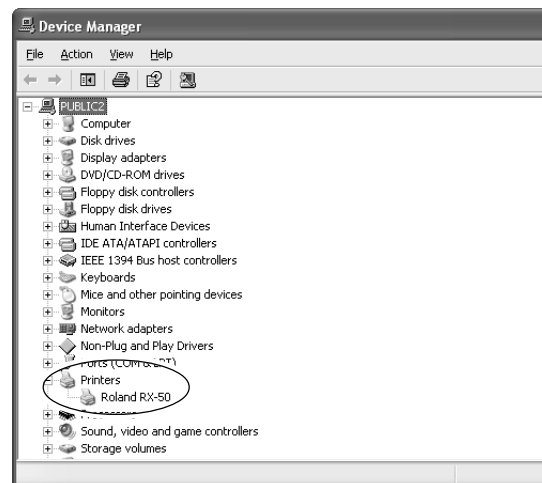 Device Manager
File Action View Help
PUBLIC2
Computer
Disk drives
Display adapters
DVD/CD-ROM drives
Floppy disk controllers
Floppy disk drives
Human Interface Devices
IDE ATA/ATAPI controllers
IEEE 1394 Bus host controllers
Keyboards
Mice and other pointing devices
Monitors
Network adapters
Non-Plug and Play Drivers
Ports (COM & LPT)
Printers
Roland RX-50
Sound, video and game controllers
Storage volumes